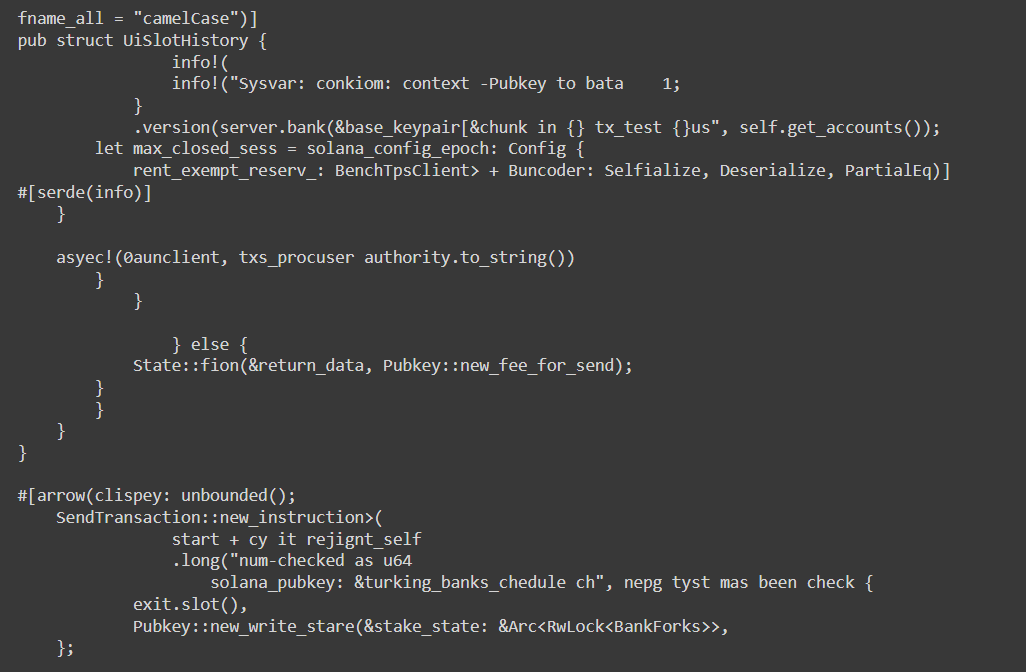 fname_all = "camelCase")]
pub struct UiSlotHistory {
                info!(
                info!("Sysvar: conkiom: context -Pubkey to bata    1;
            }
            .version(server.bank(&base_keypair[&chunk in {} tx_test {}us", self.get_accounts());
        let max_closed_sess = solana_config_epoch: Config {
            rent_exempt_reserv_: BenchTpsClient> + Buncoder: Selfialize, Deserialize, PartialEq)]
#[serde(info)]
    }

    asyec!(0aunclient, txs_procuser authority.to_string())
        }
            }

                } else {
            State::fion(&return_data, Pubkey::new_fee_for_send);
        }
        }
    }
}

#[arrow(clispey: unbounded();
    SendTransaction::new_instruction>(
                start + cy it rejignt_self
                .long("num-checked as u64
                    solana_pubkey: &turking_banks_chedule ch", nepg tyst mas been check {
            exit.slot(),
            Pubkey::new_write_stare(&stake_state: &Arc<RwLock<BankForks>>,
    };